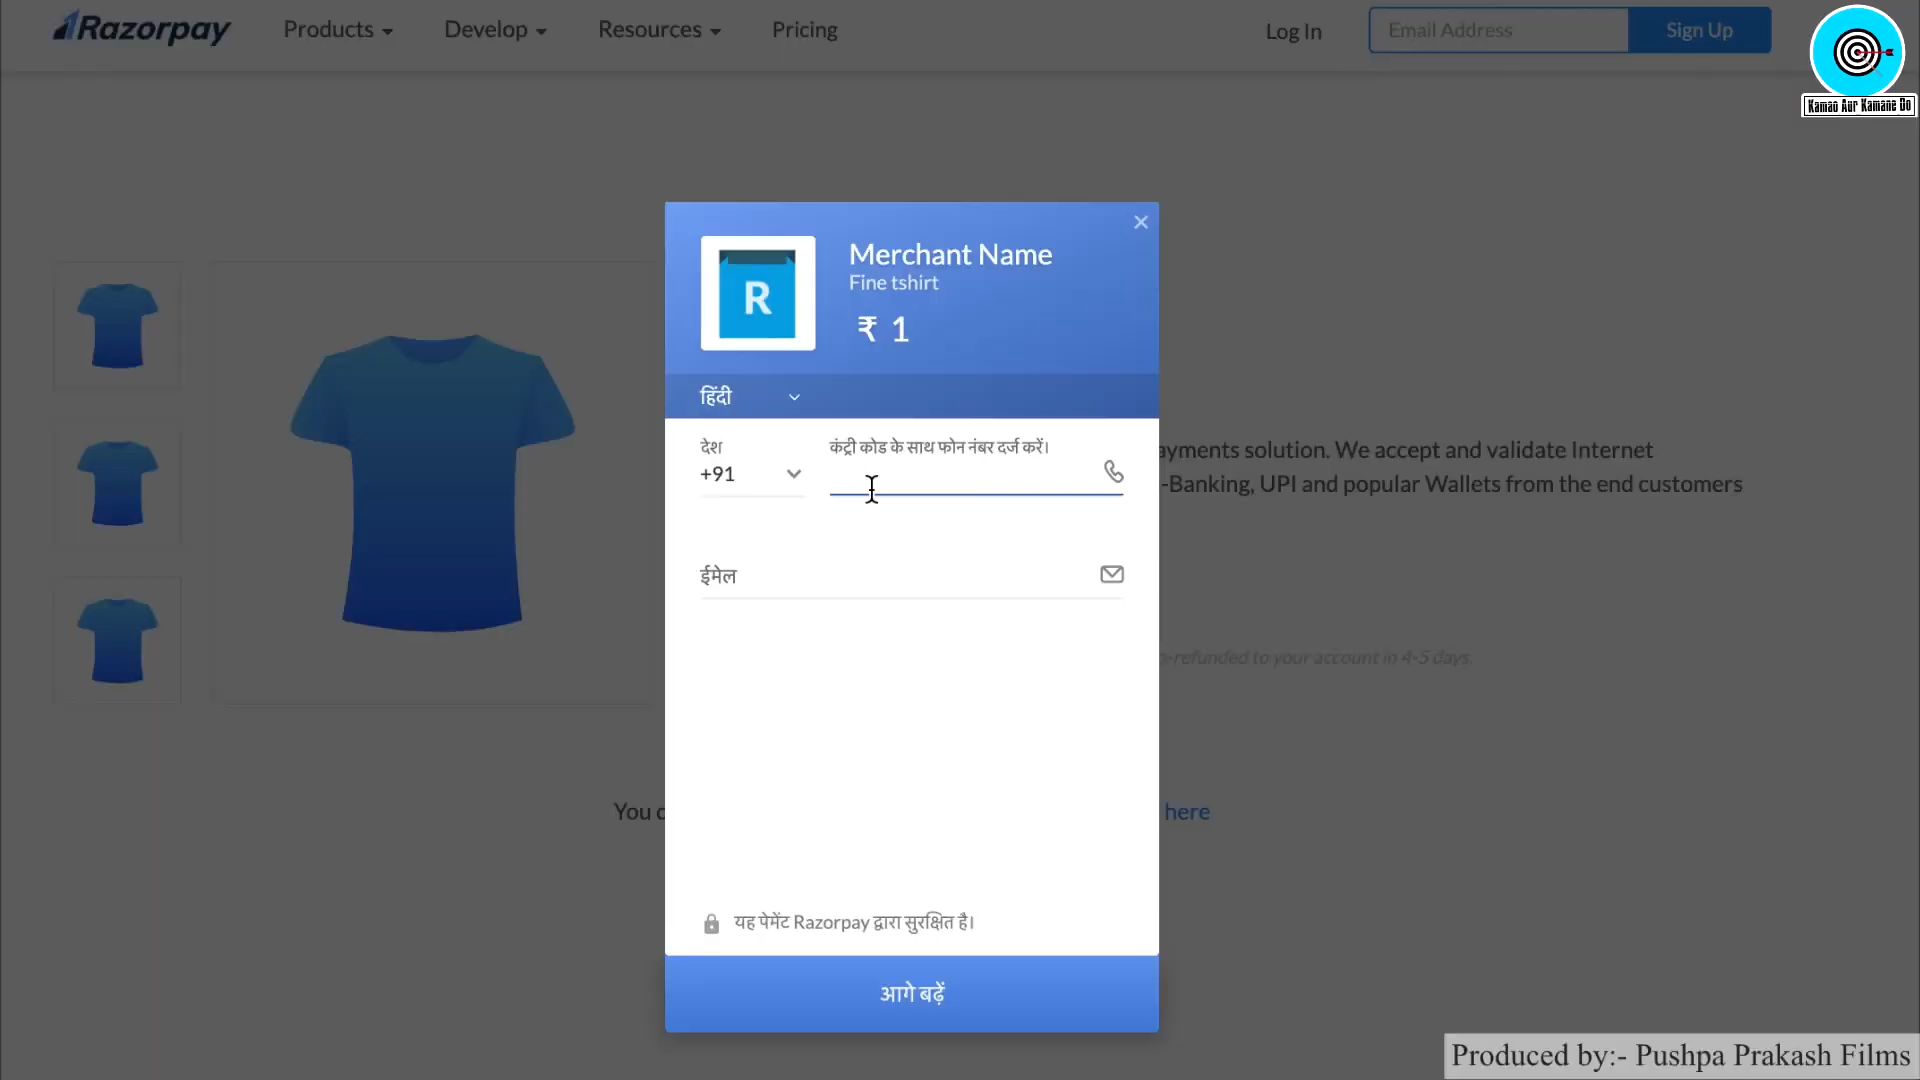 Razorpay
Products
Develop
Resources
Pricing
Log In
Email Address
Sign Up
Kamao Aur Kamane Do
R
Merchant Name
Fine tshirt
₹ 1
हिंदी
देश
+91
कंट्री कोड के साथ फोन नंबर दर्ज करें।
ईमेल
ayments solution. We accept and validate Internet
-Banking, UPI and popular Wallets from the end customers
-refunded to your account in 4-5 days.
You
here
यह पेमेंट Razorpay द्वारा सुरक्षित है।
आगे बढ़ें
Produced by:- Pushpa Prakash Films